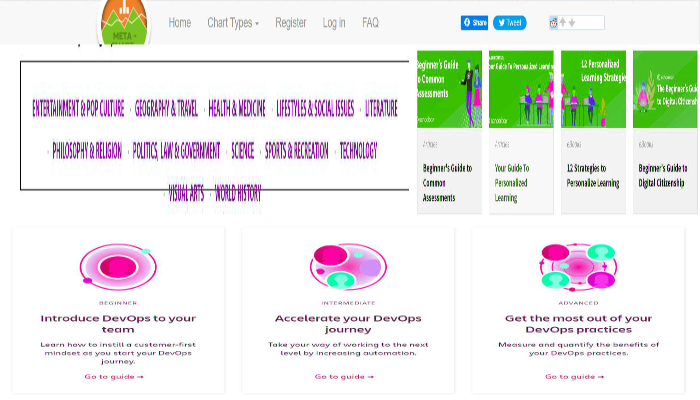 META -
Home Chart Types Register Log in FAQ
Share Tweet
ENTERTAINMENT & POP CULTURE · GEOGRAPHY & TRAVEL · HEALTH & MEDICINE · LIFESTYLES & SOCIAL ISSUES · LITERATURE
· PHILOSOPHY & RELIGION · POLITICS, LAW & GOVERNMENT · SCIENCE · SPORTS & RECREATION · TECHNOLOGY
· VISUAL ARTS · WORLD HISTORY
Beginner's Guide
to Common
Assessments
Your Guide To Personalized Learning
12 Personalized
Learning Strategies
The Beginner's Guide
to Digital Citizenship
Beginner's Guide to
Common
Assessments
Your Guide To
Personalized
Learning
12 Strategies to
Personalize Learning
Beginner's Guide to
Digital Citizenship
BEGINNER
Introduce DevOps to your
team
Learn how to instill a customer-first
mindset as you start your DevOps
journey.
Go to guide →
INTERMEDIATE
Accelerate your DevOps
journey
Take your way of working to the next
level by increasing automation.
Go to guide →
ADVANCED
Get the most out of your
DevOps practices
Measure and quantify the benefits of
your DevOps practices.
Go to guide →